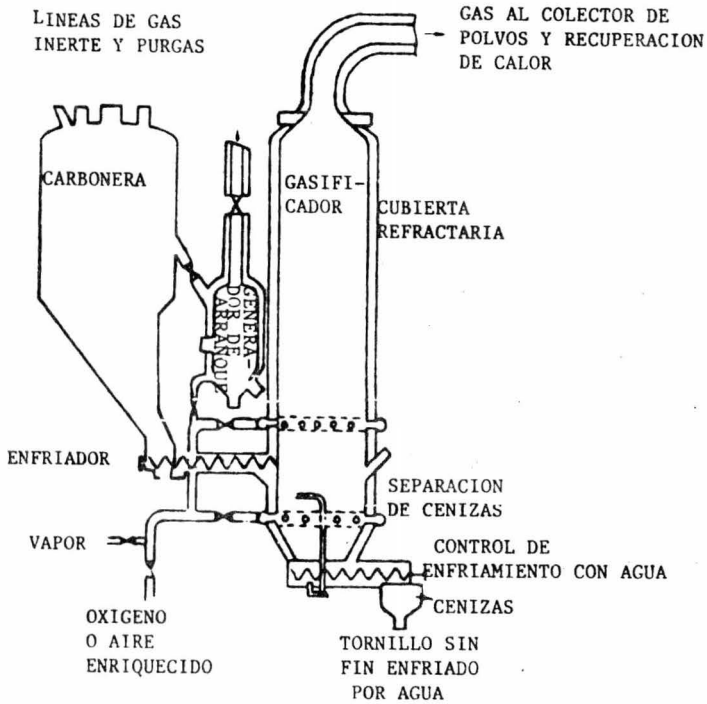 LINEAS DE GAS
INERTE Y PURGAS
GAS AL COLECTOR DE
POLVOS Y RECUPERACION
DE CALOR
CARBONERA
GASIFI-
CADOR
CUBIERTA
REFRACTARIA
GENERA-
DOR DE
ARRANQUE
ENFRIADOR
SEPARACION
DE CENIZAS
VAPOR
CONTROL DE
ENFRIAMIENTO CON AGUA
CENIZAS
OXIGENO
O AIRE
ENRIQUECIDO
TORNILLO SIN
FIN ENFRIADO
POR AGUA